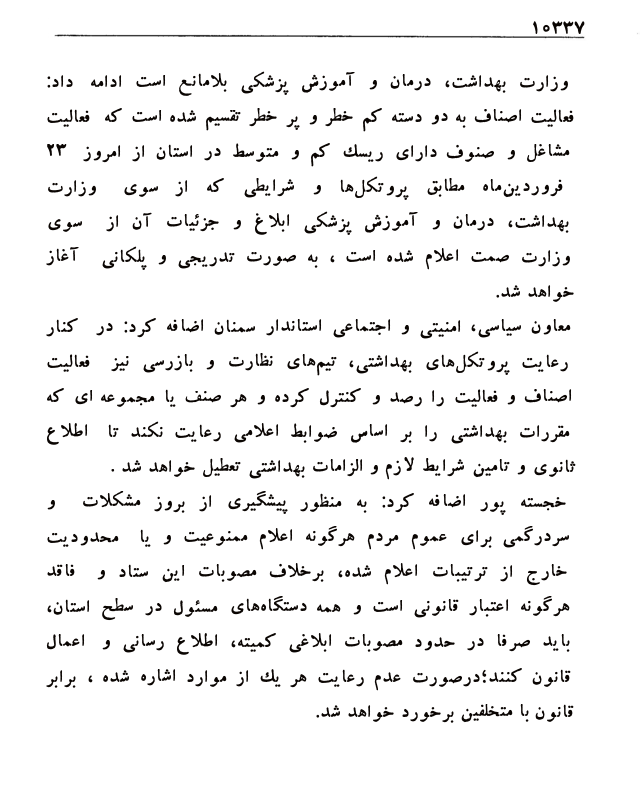 ۱۰۳۳۷
وزارت بهداشت، درمان و آموزش پزشکی بلامانع است ادامه داد:
فعالیت اصناف به دو دسته کم خطر و پر خطر تقسیم شده است که فعالیت
مشاغل و صنوف دارای ریسك کم و متوسط در استان از امروز ۲۳
فروردین‌ماه مطابق پروتکل‌ها و شرایطی که از سوی وزارت
بهداشت، درمان و آموزش پزشکی ابلاغ و جزئیات آن از سوی
وزارت صمت اعلام شده است ، به صورت تدریجی و پلکانی آغاز
خواهد شد.
معاون سیاسی، امنیتی و اجتماعی استاندار سمنان اضافه کرد: در کنار
رعایت پروتکل‌های بهداشتی، تیم‌های نظارت و بازرسی نیز فعالیت
اصناف و فعالیت را رصد و کنترل کرده و هر صنف یا مجموعه ای که
مقررات بهداشتی را بر اساس ضوابط اعلامی رعایت نکند تا اطلاع
ثانوی و تامین شرایط لازم و الزامات بهداشتی تعطیل خواهد شد .
خجسته پور اضافه کرد: به منظور پیشگیری از بروز مشکلات و
سردرگمی برای عموم مردم هرگونه اعلام ممنوعیت و یا محدودیت
خارج از ترتیبات اعلام شده، برخلاف مصوبات این ستاد و فاقد
هرگونه اعتبار قانونی است و همه دستگاه‌های مسئول در سطح استان،
باید صرفا در حدود مصوبات ابلاغی کمیته، اطلاع رسانی و اعمال
قانون کنند؛درصورت عدم رعایت هر یك از موارد اشاره شده ، برابر
قانون با متخلفین برخورد خواهد شد.